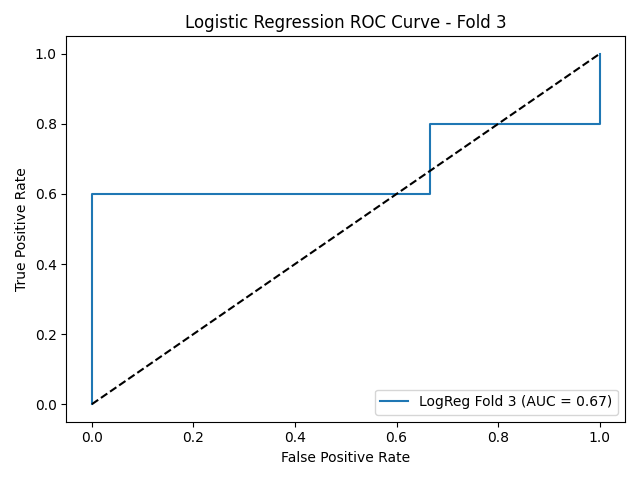 Logistic Regression ROC Curve - Fold 3
1.0
0.8
0.6
0.4
0.2
0.0
True Positive Rate
LogReg Fold 3 (AUC = 0.67)
0.0 0.2 0.4 0.6 0.8 1.0
False Positive Rate